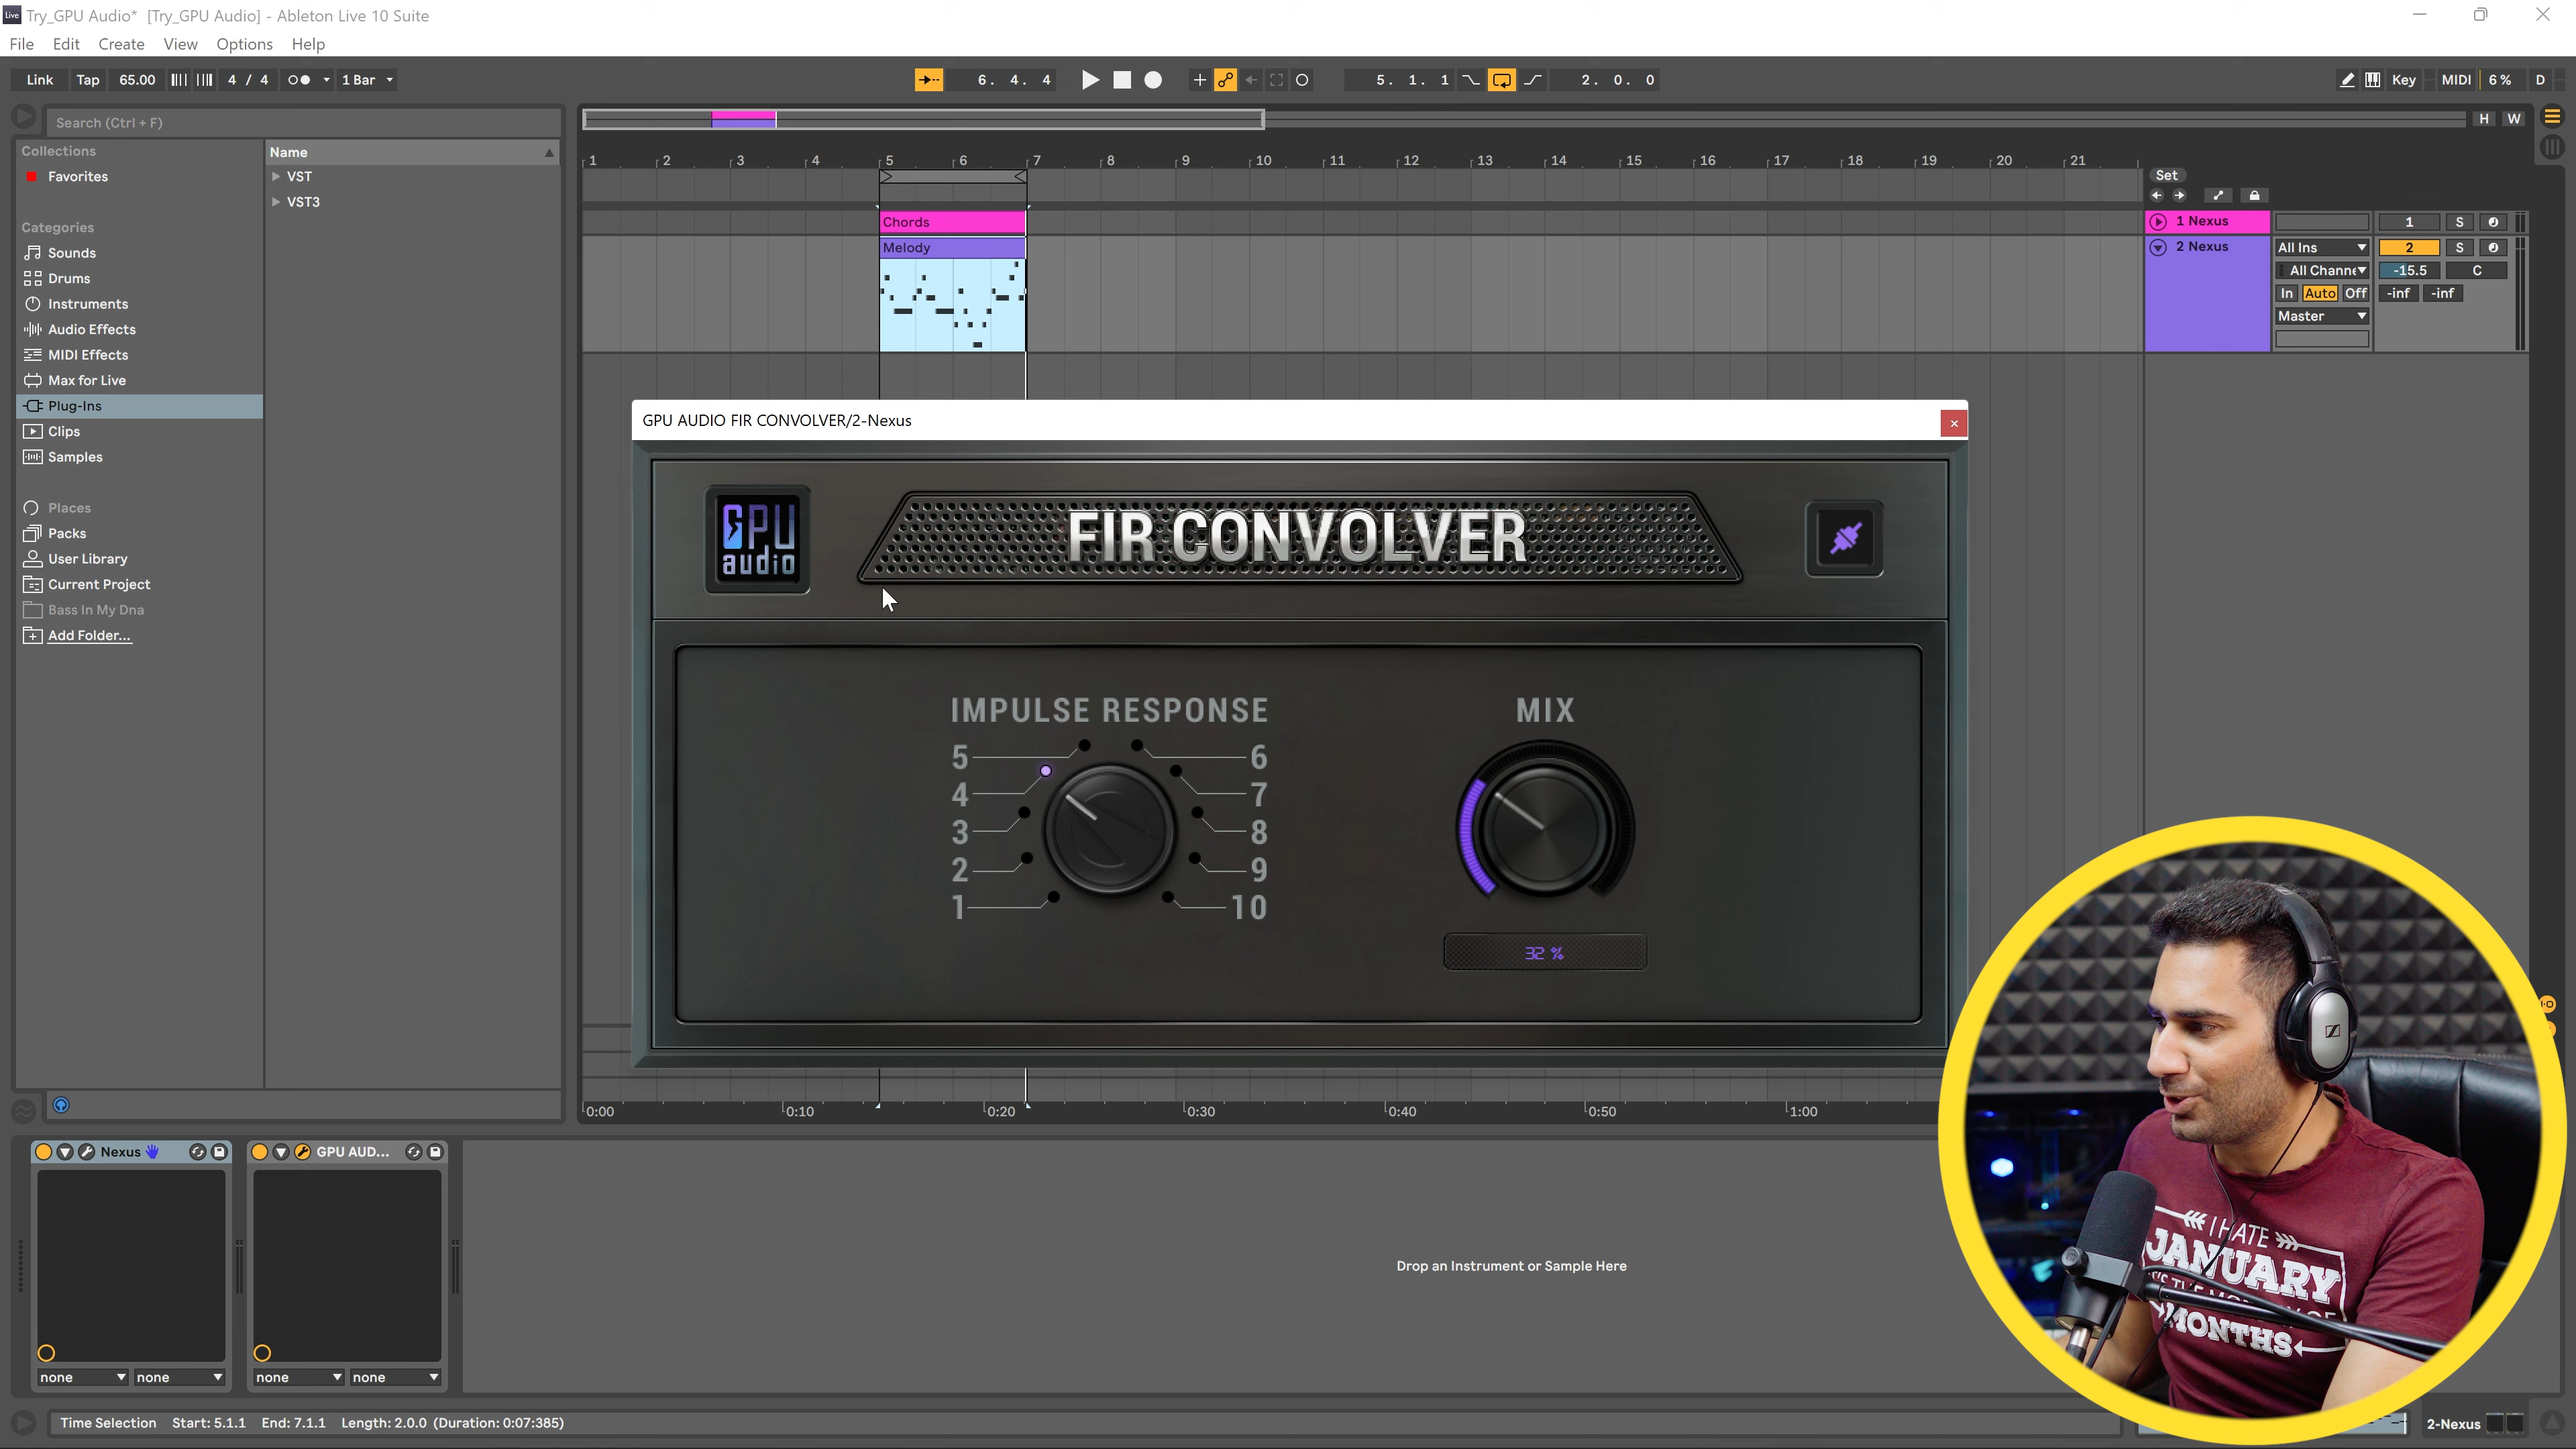 Live Try_GPU Audio* [Try_GPU Audio] - Ableton Live 10 Suite
File Edit Create View Options Help
Link Tap 65.00 4 / 4 1 Bar 6. 4. 4 5. 1. 1 2. 0. 0 Key MIDI 6 % D
Search (Ctrl + F)
H W
Collections
Favorites
Categories
Sounds
Drums
Instruments
Audio Effects
MIDI Effects
Max for Live
Plug-Ins
Clips
Samples
Places
Packs
User Library
Current Project
Bass In My Dna
Add Folder...
Name
VST
VST3
1 2 3 4 5 6 7 8 9 10 11 12 13 14 15 16 17 18 19 20 21
Set
Chords
Melody
1 Nexus 1 S
2 Nexus All Ins 2 S
All Channe -15.5 C
In Auto Off -inf -inf
Master
GPU AUDIO FIR CONVOLVER/2-Nexus
GPU audio
FIR CONVOLVER
IMPULSE RESPONSE
5 6
4 7
3 8
2 9
1 10
MIX
32 %
0:00 0:10 0:20 0:30 0:40 0:50 1:00
Nexus GPU AUD...
none none none none
Drop an Instrument or Sample Here
I HATE
JANUARY
MONTHS
Time Selection Start: 5.1.1 End: 7.1.1 Length: 2.0.0 (Duration: 0:07:385)
2-Nexus